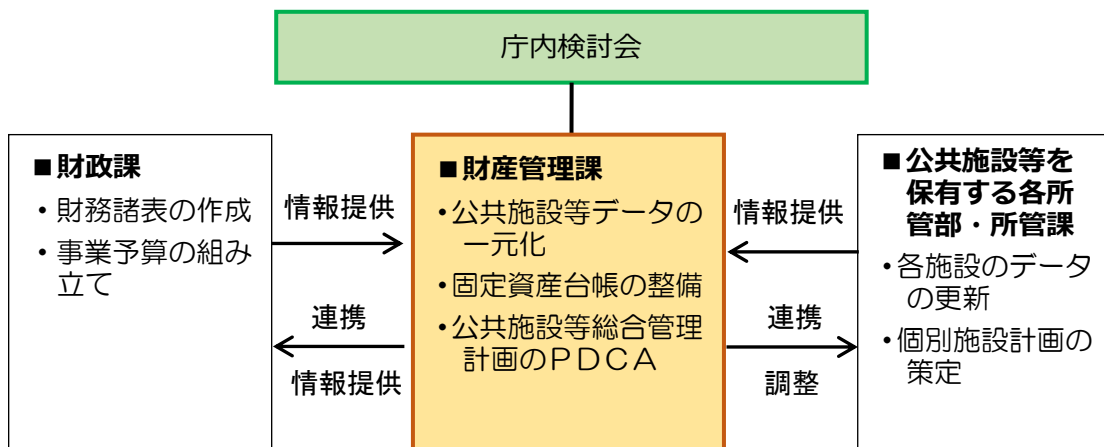 庁内検討会
■財政課
・財務諸表の作成
・事業予算の組み
立て
情報提供
連携
情報提供
■財産管理課
・公共施設等データの
一元化
・固定資産台帳の整備
・公共施設等総合管理
計画のPDCA
情報提供
連携
調整
■公共施設等を
保有する各所
管部・所管課
・各施設のデータ
の更新
・個別施設計画の
策定